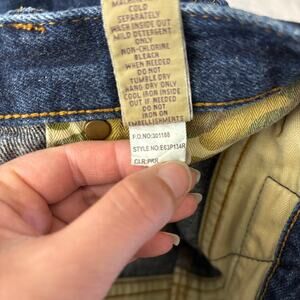 MACHINE WASH
COLD
SEPARATELY
WASH INSIDE OUT
MILD DETERGENT
ONLY
NON-CHLORINE
BLEACH
WHEN NEEDED
DO NOT
TUMBLE DRY
HANG DRY ONLY
COOL IRON INSIDE
OUT IF NEEDED
DO NOT
IRON ON
EMBELLISHMENTS
P.O.NO:301188
STYLE NO:E63P134R
CLR:PKR